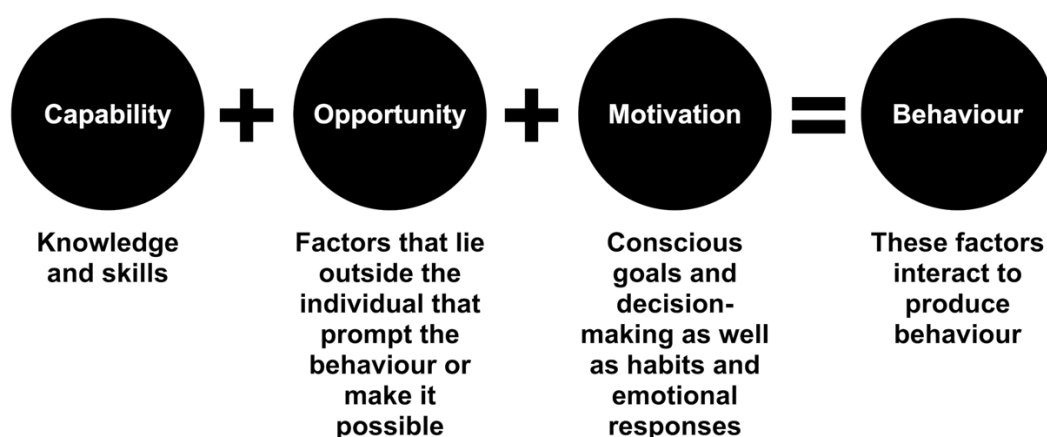 Capability + Opportunity + Motivation = Behaviour
Knowledge
and skills
Factors that lie
outside the
individual that
prompt the
behaviour or
make it
possible
Conscious
goals and
decision-
making as well
as habits and
emotional
responses
These factors
interact to
produce
behaviour